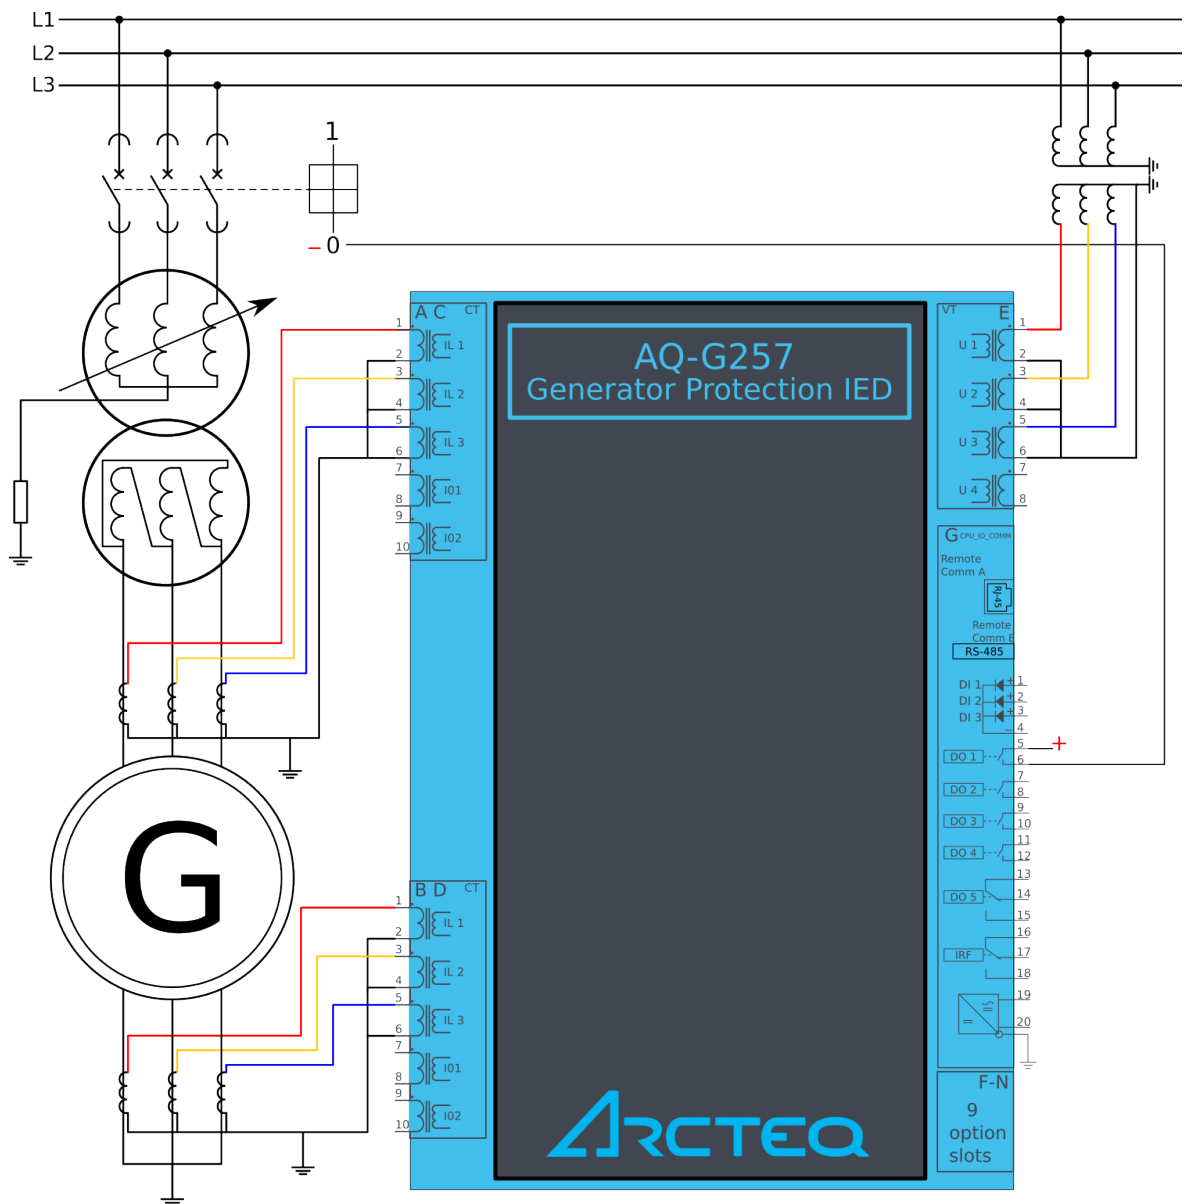 L1
L2
L3
1
− 0
A C CT
1
IL 1
2
3
IL 2
4
5
IL 3
6
7
I01
8
9
I02
10
AQ-G257
Generator Protection IED
VT E
1
U 1
2
3
U 2
4
5
U 3
6
7
U 4
8
G CPU_IO_COMM
Remote
Comm A
RJ-45
Remote
Comm B
RS-485
DI 1 + 1
DI 2 + 2
DI 3 + 3
− 4
5 +
DO 1 6
7
DO 2 8
9
DO 3 10
11
DO 4 12
13
DO 5 14
15
16
IRF 17
18
19
20
G
B D CT
1
IL 1
2
3
IL 2
4
5
IL 3
6
7
I01
8
9
I02
10
F-N
9
option
slots
ARCTEQ